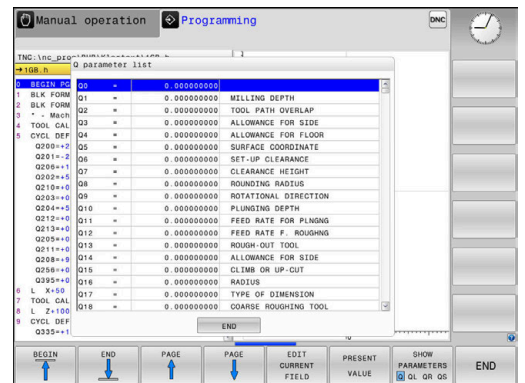 Manual operation
Programming
DNC
TNC:\nc_prog\
→1GB.h
Q parameter list
0 BEGIN PG
1 BLK FORM
2 BLK FORM
3 * - Mach
4 TOOL CAL
5 CYCL DEF
Q200=+2
Q201=-2
Q206=+1
Q202=+5
Q210=+0
Q203=+0
Q204=+5
Q212=+0
Q213=+0
Q205=+0
Q211=+0
Q208=+9
Q256=+0
Q395=+0
6 L X+50
7 TOOL CAL
8 L Z+100
9 CYCL DEF
Q335=+1
Q0 = 0.000000000
Q1 = 0.000000000 MILLING DEPTH
Q2 = 0.000000000 TOOL PATH OVERLAP
Q3 = 0.000000000 ALLOWANCE FOR SIDE
Q4 = 0.000000000 ALLOWANCE FOR FLOOR
Q5 = 0.000000000 SURFACE COORDINATE
Q6 = 0.000000000 SET-UP CLEARANCE
Q7 = 0.000000000 CLEARANCE HEIGHT
Q8 = 0.000000000 ROUNDING RADIUS
Q9 = 0.000000000 ROTATIONAL DIRECTION
Q10 = 0.000000000 PLUNGING DEPTH
Q11 = 0.000000000 FEED RATE FOR PLNGNG
Q12 = 0.000000000 FEED RATE F. ROUGHNG
Q13 = 0.000000000 ROUGH-OUT TOOL
Q14 = 0.000000000 ALLOWANCE FOR SIDE
Q15 = 0.000000000 CLIMB OR UP-CUT
Q16 = 0.000000000 RADIUS
Q17 = 0.000000000 TYPE OF DIMENSION
Q18 = 0.000000000 COARSE ROUGHING TOOL
END
BEGIN
END
PAGE
PAGE
EDIT
CURRENT
FIELD
PRESENT
VALUE
SHOW
PARAMETERS
Q QL QR QS
END